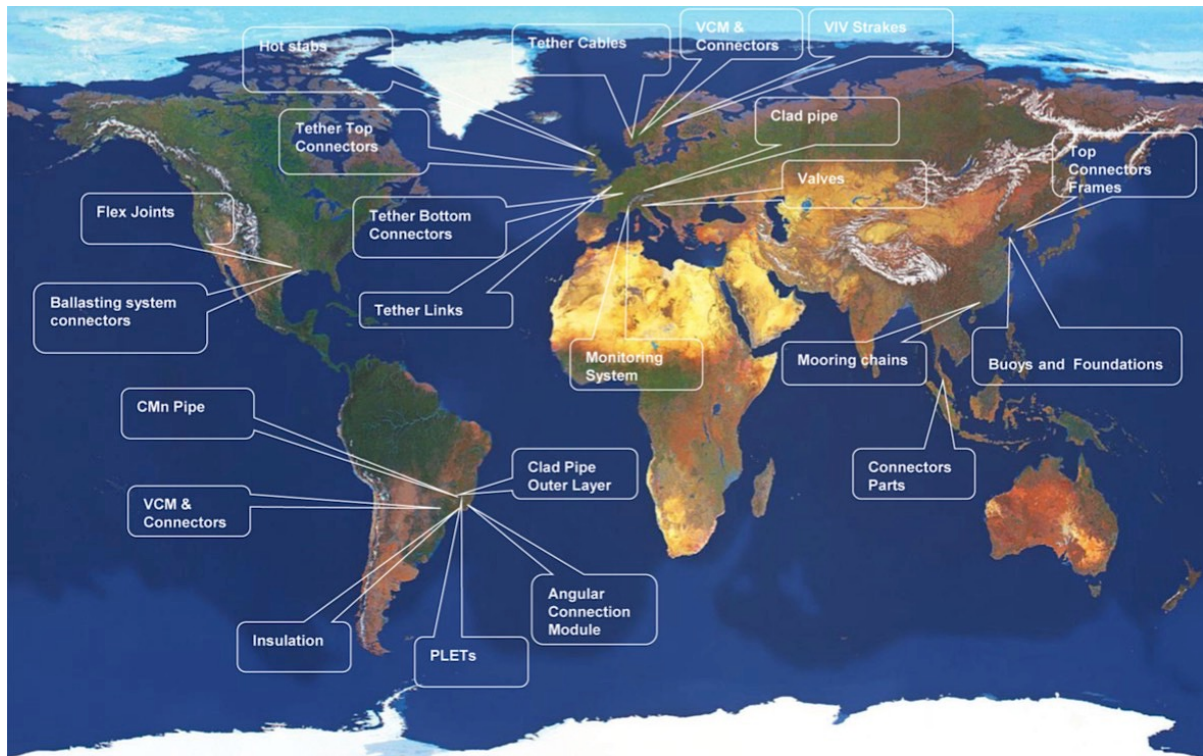 Hot stabs
Tether Cables
VCM &
Connectors
VIV Strakes
Tether Top
Connectors
Clad pipe
Top
Connectors
Frames
Flex Joints
Tether Bottom
Connectors
Valves
Ballasting system
connectors
Tether Links
Monitoring
System
Mooring chains
Buoys and Foundations
CMn Pipe
Clad Pipe
Outer Layer
Connectors
Parts
VCM &
Connectors
Angular
Connection
Module
Insulation
PLETs